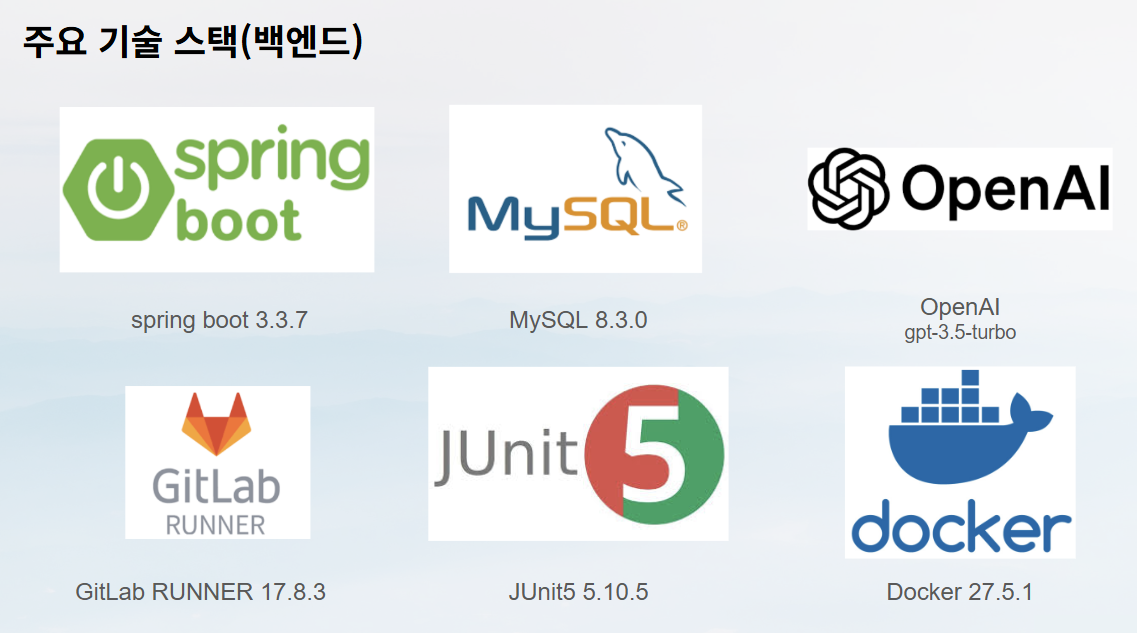 주요 기술 스택(백엔드)
spring
boot
MySQL®
OpenAI
spring boot 3.3.7
MySQL 8.3.0
OpenAI
gpt-3.5-turbo
GitLab
RUNNER
JUnit 5
docker
GitLab RUNNER 17.8.3
JUnit5 5.10.5
Docker 27.5.1